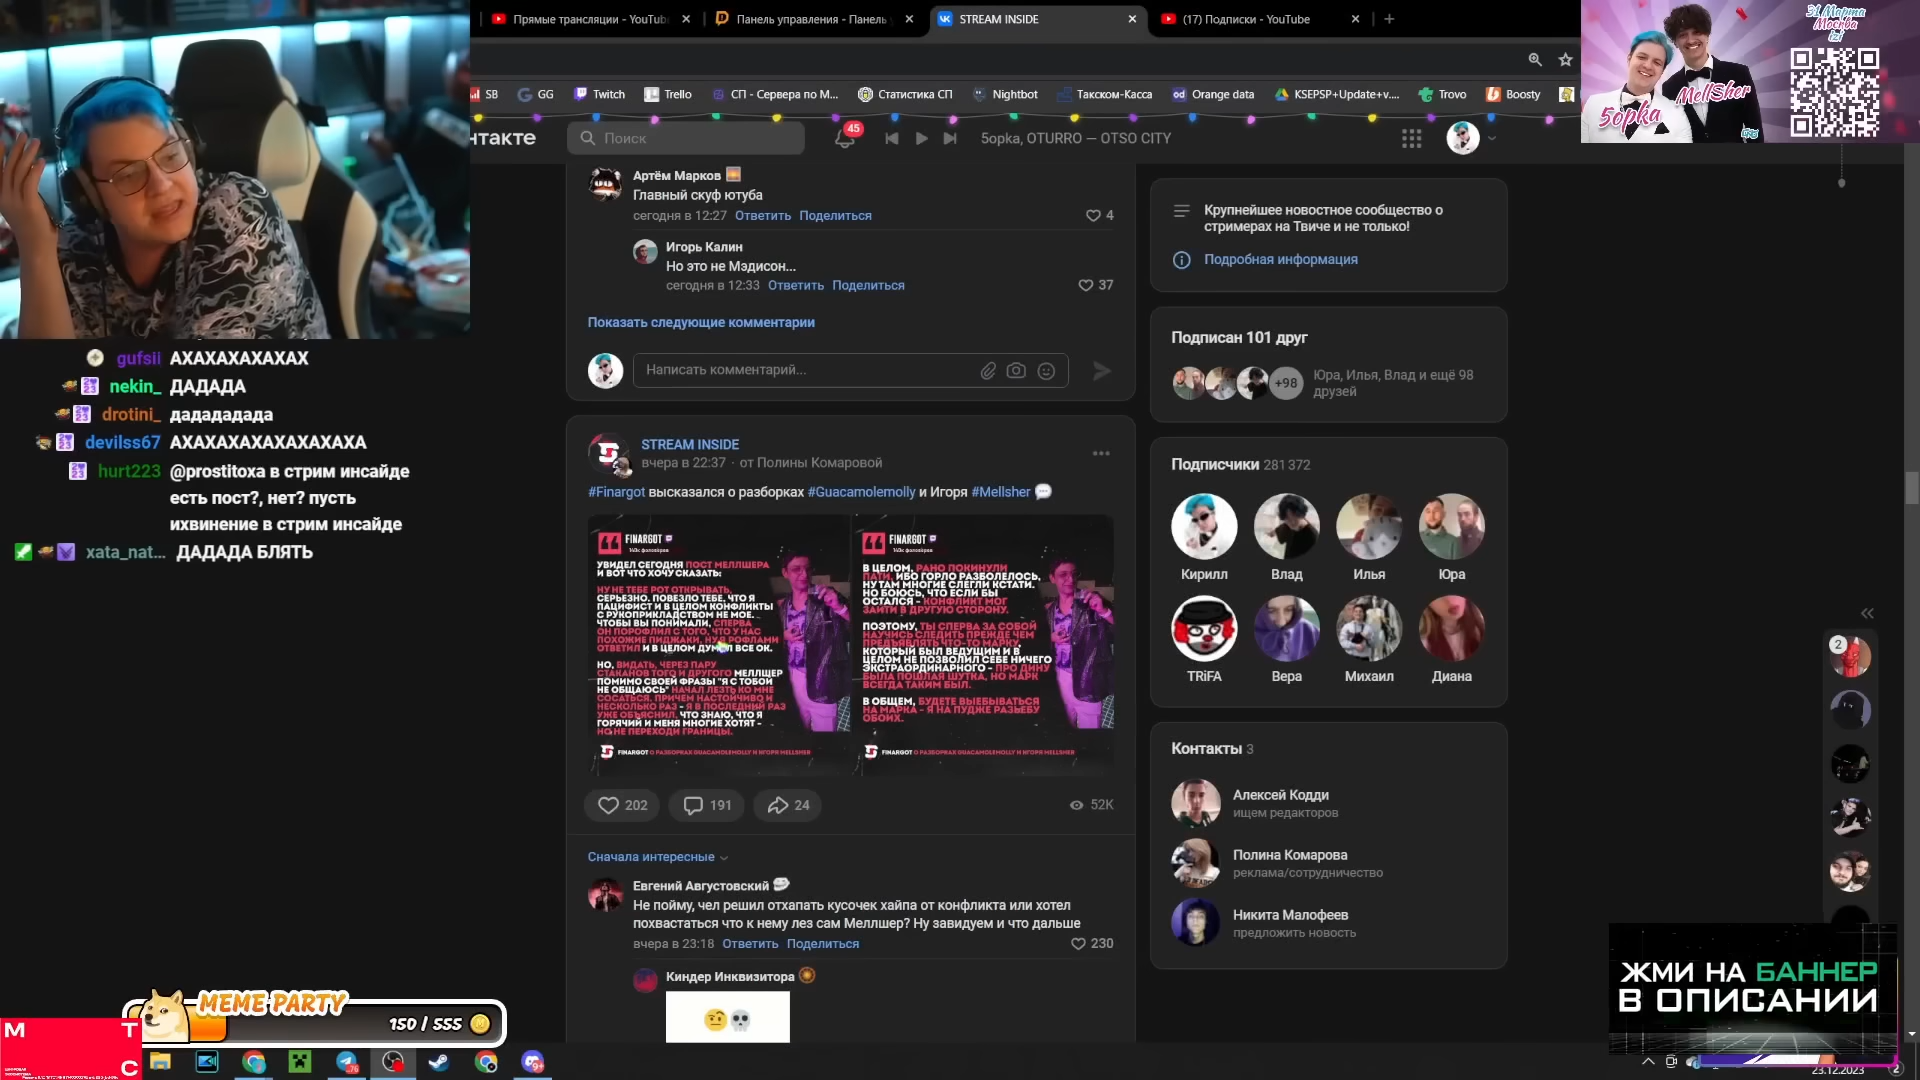 Прямые трансляции - YouTub
Панель управления - Панель
STREAM INSIDE
(17) Подписки - YouTube
SB
GG
Twitch
Trello
СП - Сервера по М...
Статистика СП
Nightbot
Такском-Касса
Orange data
KSEPSP+Update+v....
Trovo
Boosty
31 Марта
Москва
izi
5opka
MellSher
нтакте
Поиск
45
5opka, OTURRO — OTSO CITY
Артём Марков
Главный скуф ютуба
сегодня в 12:27 Ответить Поделиться
4
Игорь Калин
Но это не Мэдисон...
сегодня в 12:33 Ответить Поделиться
37
Показать следующие комментарии
Написать комментарий...
STREAM INSIDE
вчера в 22:37 · от Полины Комаровой
#Finargot высказался о разборках #Guacamolemolly и Игоря #Mellsher
FINARGOT
140к фолловеров
УВИДЕЛ СЕГОДНЯ ПОСТ МЕЛЛШЕРА
И ВОТ ЧТО ХОЧУ СКАЗАТЬ:
НУ НЕ ТЕБЕ РОТ ОТКРЫВАТЬ,
СЕРЬЕЗНО, ПОВЕЗЛО ТЕБЕ, ЧТО Я
ПАЦИФИСТ И В ЦЕЛОМ КОНФЛИКТЫ
С РУКОПРИКЛАДСТВОМ НЕ МОЕ.
ЧТОБЫ ВЫ ПОНИМАЛИ, СПЕРВА
ОН ПОРОФЛИЛ С ТОГО, ЧТО У НАС
ПОХОЖИЕ ПИДЖАКИ, НУ Я РОФЛАМИ
ОТВЕТИЛ И В ЦЕЛОМ ДУМАЛ ВСЕ ОК.
НО, ВИДАТЬ, ЧЕРЕЗ ПАРУ
СТАКАНОВ ТОГО И ДРУГОГО МЕЛЛШЕР
ПОМИМО СВОЕЙ ФРАЗЫ "Я С ТОБОЙ
НЕ ОБЩАЮСЬ" НАЧАЛ ЛЕЗТЬ КО МНЕ
СОСАТЬСЯ, ПРИЧЕМ НАСТОЙЧИВО И
НЕСКОЛЬКО РАЗ - Я В ПОСЛЕДНИЙ РАЗ
УЖЕ ОБЪЯСНИЛ, ЧТО ЗНАЮ, ЧТО Я
ГОРЯЧИЙ И МЕНЯ МНОГИЕ ХОТЯТ -
НО НЕ ПЕРЕХОДИ ГРАНИЦЫ.
FINARGOT О РАЗБОРКАХ GUACAMOLEMOLLY И ИГОРЯ MELLSHER
FINARGOT
140к фолловеров
В ЦЕЛОМ, РАНО ПОКИНУЛИ
ПАТИ, ИБО ГОРЛО РАЗБОЛЕЛОСЬ,
НУ ТАМ МНОГИЕ СЛЕГЛИ КСТАТИ.
НО БОЮСЬ, ЧТО ЕСЛИ БЫ
ОСТАЛСЯ - КОНФЛИКТ МОГ
ЗАЙТИ В ДРУГУЮ СТОРОНУ.
ПОЭТОМУ, ТЫ СПЕРВА ЗА СОБОЙ
НАУЧИСЬ СЛЕДИТЬ ПРЕЖДЕ ЧЕМ
ПРЕДЪЯВЛЯТЬ ЧТО-ТО МАРКУ,
КОТОРЫЙ БЫЛ ВЕДУЩИМ И В
ЦЕЛОМ НЕ ПОЗВОЛИЛ СЕБЕ НИЧЕГО
ЭКСТРАОРДИНАРНОГО - ПРО ДИНУ
БЫЛА ПОШЛАЯ ШУТКА, НО МАРК
ВСЕГДА ТАКИМ БЫЛ.
В ОБЩЕМ, БУДЕТЕ ВЫЕБЫВАТЬСЯ
НА МАРКА - Я НА ПУДЖЕ РАЗЪЕБУ
ОБОИХ.
FINARGOT О РАЗБОРКАХ GUACAMOLEMOLLY И ИГОРЯ MELLSHER
202
191
24
52K
Сначала интересные
Евгений Августовский
Не пойму, чел решил отхапать кусочек хайпа от конфликта или хотел
похвастаться что к нему лез сам Меллшер? Ну завидуем и что дальше
вчера в 23:18 Ответить Поделиться
230
Киндер Инквизитора
Крупнейшее новостное сообщество о
стримерах на Твиче и не только!
Подробная информация
Подписан 101 друг
+98
Юра, Илья, Влад и ещё 98
друзей
Подписчики 281 372
Кирилл
Влад
Илья
Юра
TRiFA
Вера
Михаил
Диана
Контакты 3
Алексей Кодди
ищем редакторов
Полина Комарова
реклама/сотрудничество
Никита Малофеев
предложить новость
2
gufsii АХАХАХАХАХАХ
nekin_ ДАДАДА
drotini_ дадададада
devilss67 АХАХАХАХАХАХАХАХА
hurt223 @prostitoxa в стрим инсайде
есть пост?, нет? пусть
ихвинение в стрим инсайде
xata_nat... ДАДАДА БЛЯТЬ
MEME PARTY
150 / 555
М Т С
ЖМИ НА БАННЕР
В ОПИСАНИИ
23.12.2023
2